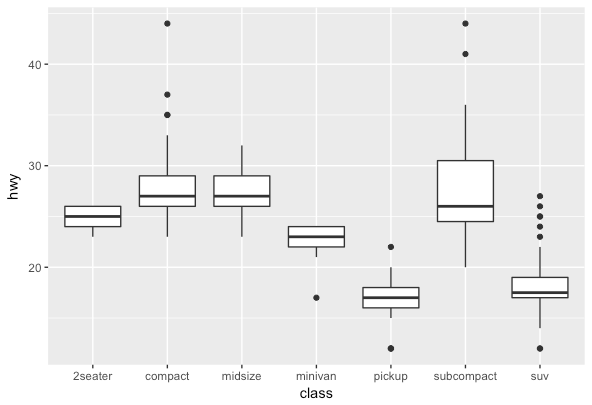 40
30
20
hwy
2seater compact midsize minivan pickup subcompact suv
class